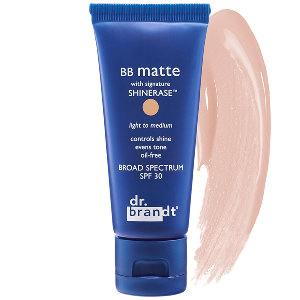 BB matte
with signature
SHINERASE™
light to medium
controls shine
evens tone
oil-free
BROAD SPECTRUM
SPF 30
dr.
brandt®